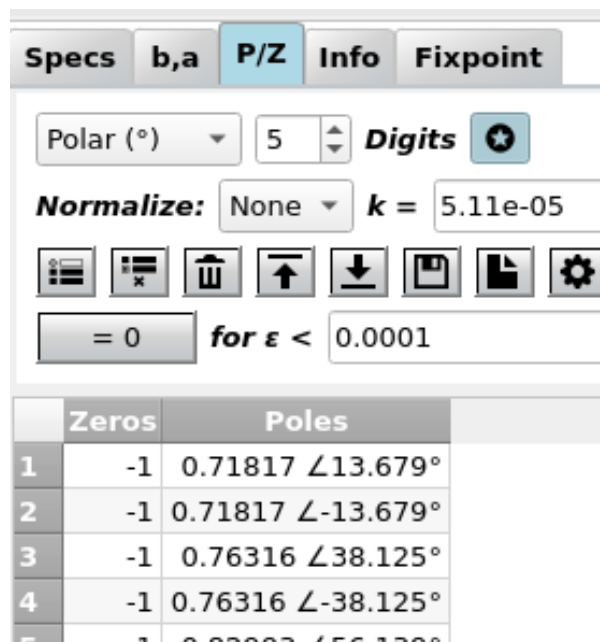 Specs b,a P/Z Info Fixpoint
Polar (°) 5 Digits
Normalize: None k = 5.11e-05
= 0 for ε < 0.0001
Zeros Poles
1 -1 0.71817 ∠13.679°
2 -1 0.71817 ∠-13.679°
3 -1 0.76316 ∠38.125°
4 -1 0.76316 ∠-38.125°